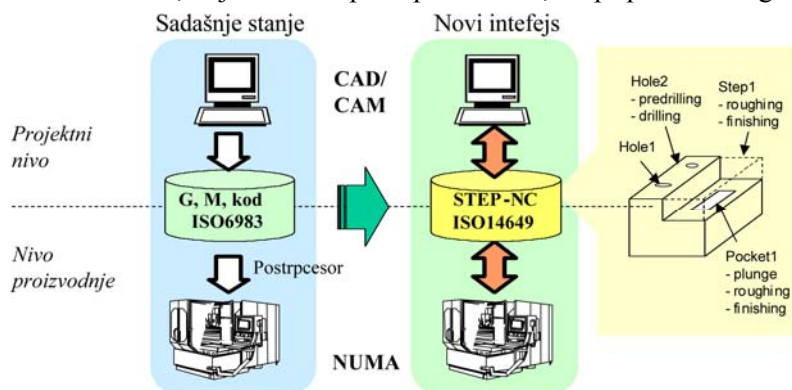 Sadašnje stanje
Novi intefejs
CAD/
CAM
Projektni
nivo
G, M, kod
ISO6983
STEP-NC
ISO14649
Nivo
proizvodnje
Postrpcesor
NUMA
Hole2
- predrilling
- drilling
Step1
- roughing
- finishing
Hole1
Pocket1
- plunge
- roughing
- finishing